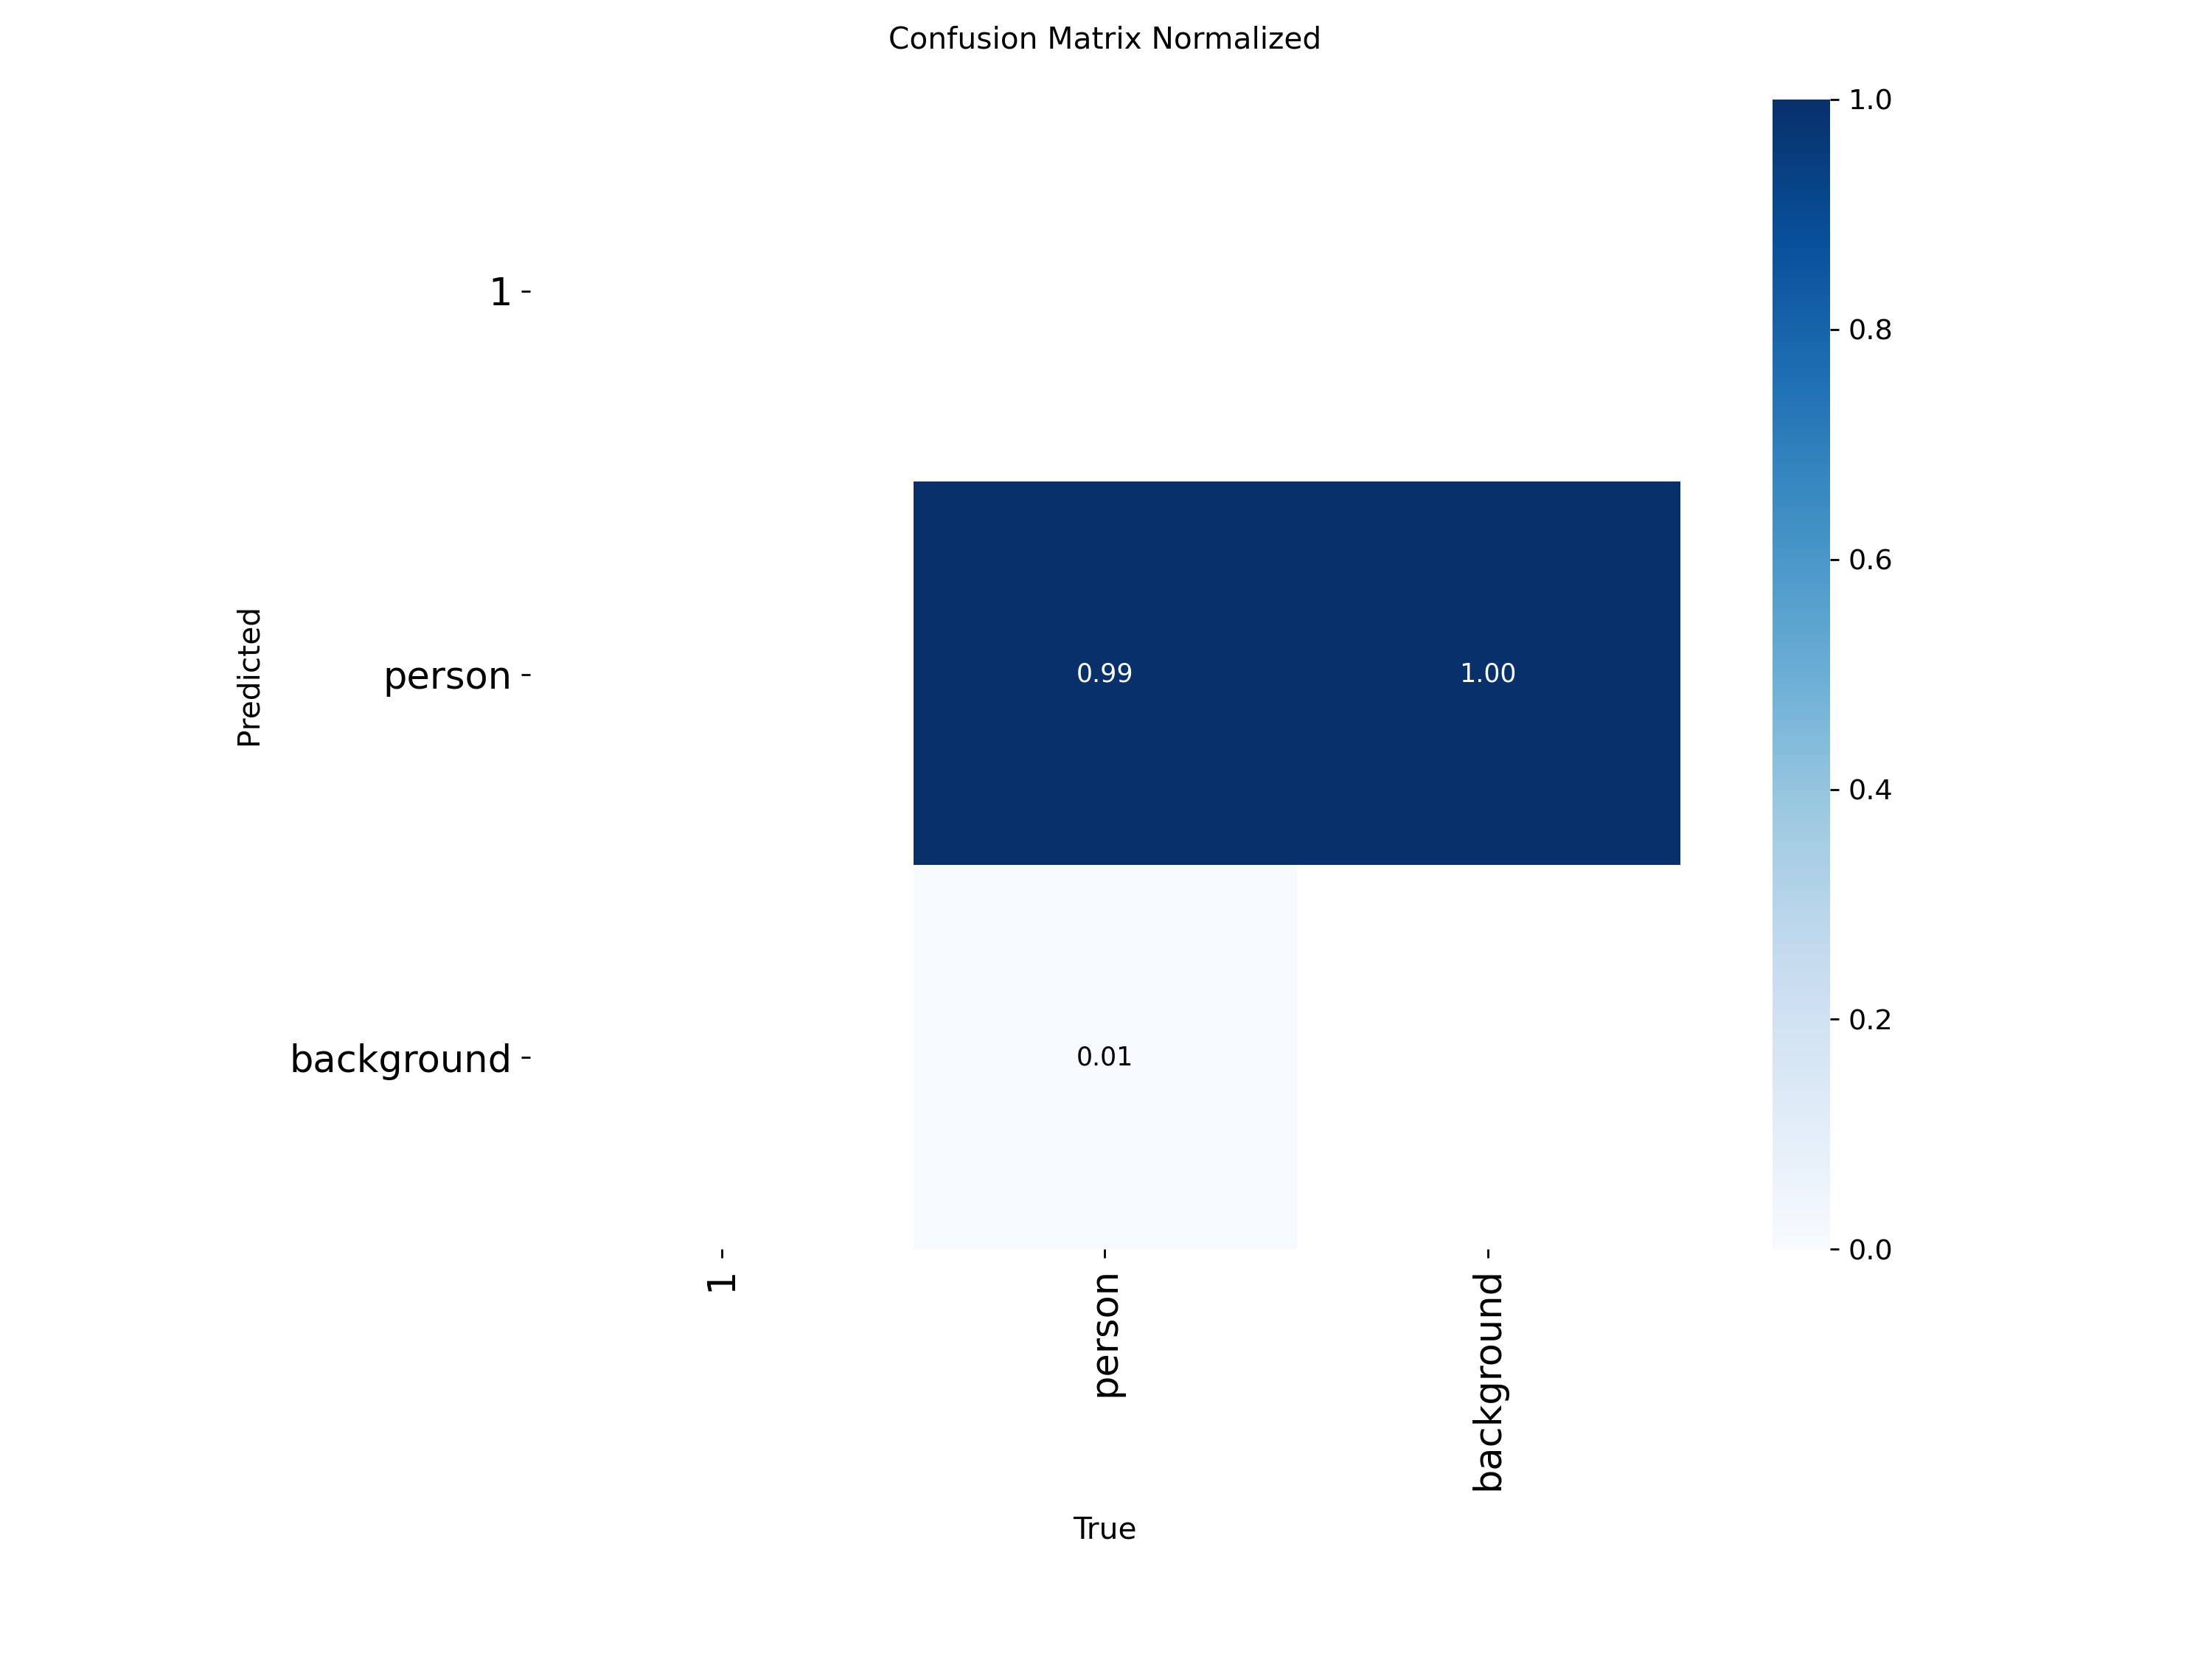 Confusion Matrix Normalized
1.0
0.8
0.6
0.4
0.2
0.0
Predicted
1
person
background
0.99
1.00
0.01
1
person
background
True